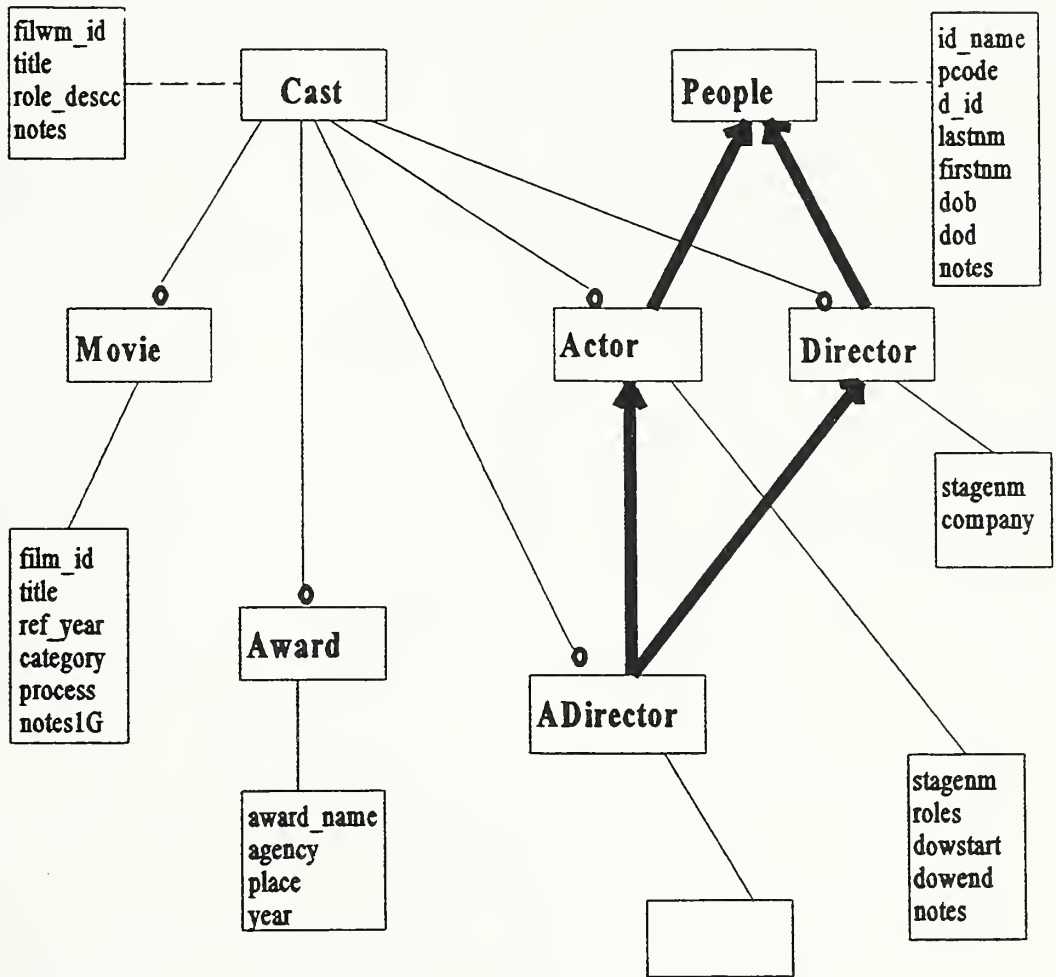 filwm_id
title
role_descc
notes
Cast
People
id_name
pcode
d_id
lastnm
firstnm
dob
dod
notes
Movie
Actor
Director
stagenm
company
film_id
title
ref_year
category
process
notes1G
Award
ADirector
award_name
agency
place
year
stagenm
roles
dowstart
dowend
notes